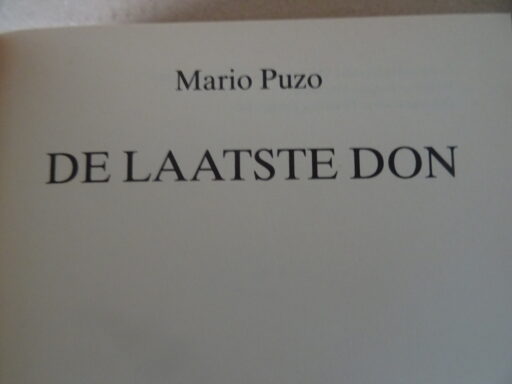 Mario Puzo
DE LAATSTE DON